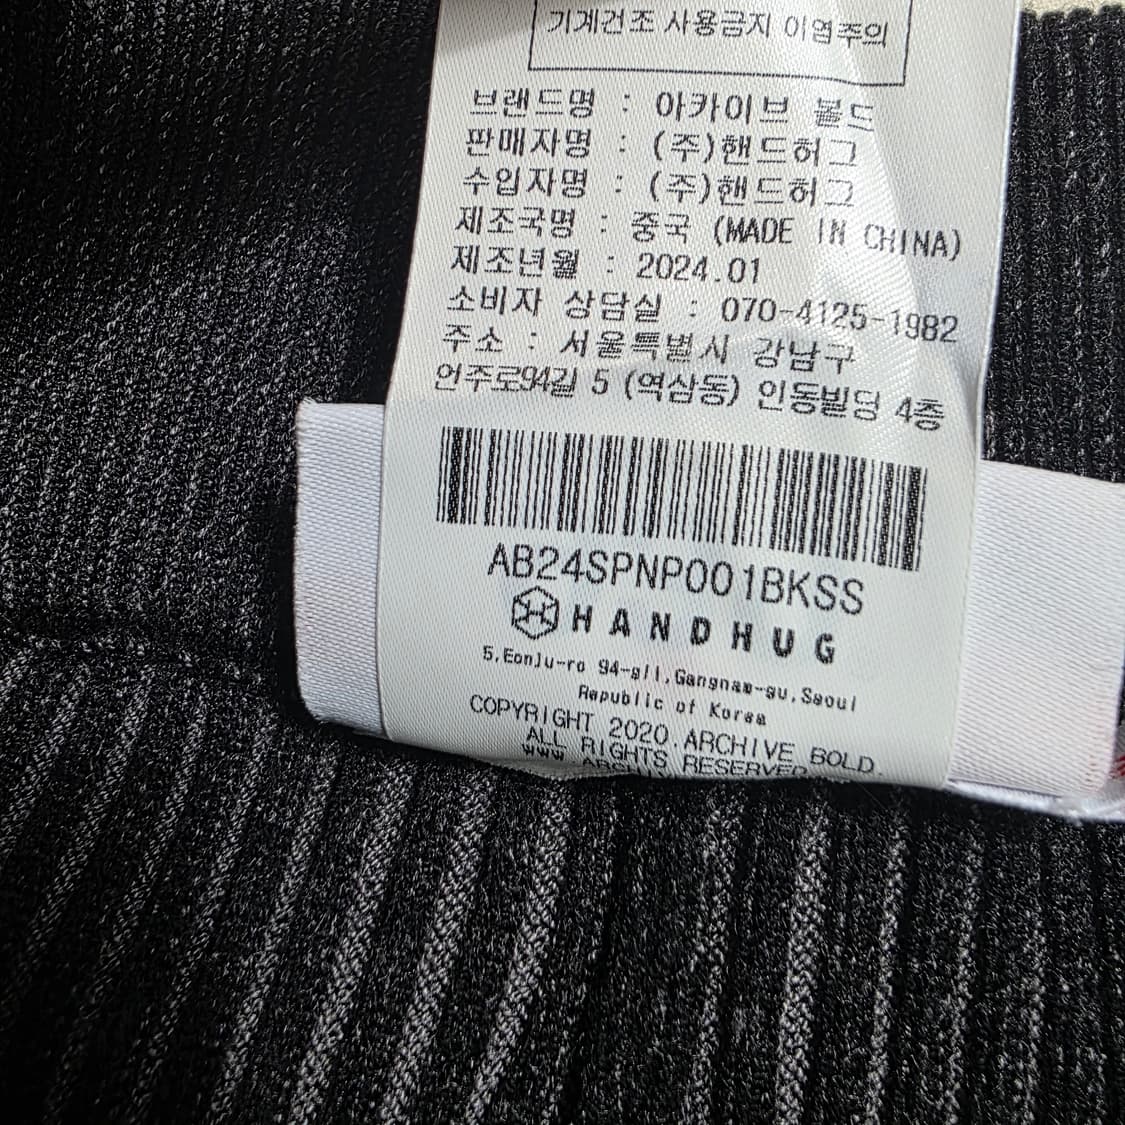 기계건조 사용금지 이염주의
브랜드명 : 아카이브 볼드
판매자명 : (주)핸드허그
수입자명 : (주)핸드허그
제조국명 : 중국 (MADE IN CHINA)
제조년월 : 2024.01
소비자 상담실 : 070-4125-1982
주소 : 서울특별시 강남구
언주로94길 5 (역삼동) 인동빌딩 4층
AB24SPNP001BKSS
HANDHUG
5,Eonju-ro 94-gil,Gangnam-gu,Seoul
Republic of Korea
COPYRIGHT 2020.ARCHIVE BOLD.
ALL RIGHTS RESERVED
WWW